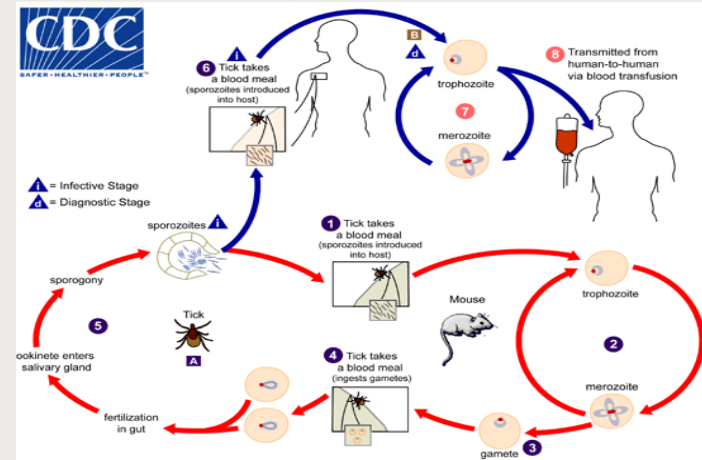 CDC
SAFER • HEALTHIER • PEOPLE™
6 Tick takes
a blood meal
(sporozoites introduced
into host)
i
B
d
trophozoite
7
merozoite
8 Transmitted from
human-to-human
via blood transfusion
i = Infective Stage
d = Diagnostic Stage
sporozoites i
1 Tick takes
a blood meal
(sporozoites introduced
into host)
trophozoite
sporogony
Mouse
5
Tick
A
2
ookinete enters
salivary gland
4 Tick takes
a blood meal
(ingests gametes)
merozoite
fertilization
in gut
gamete 3